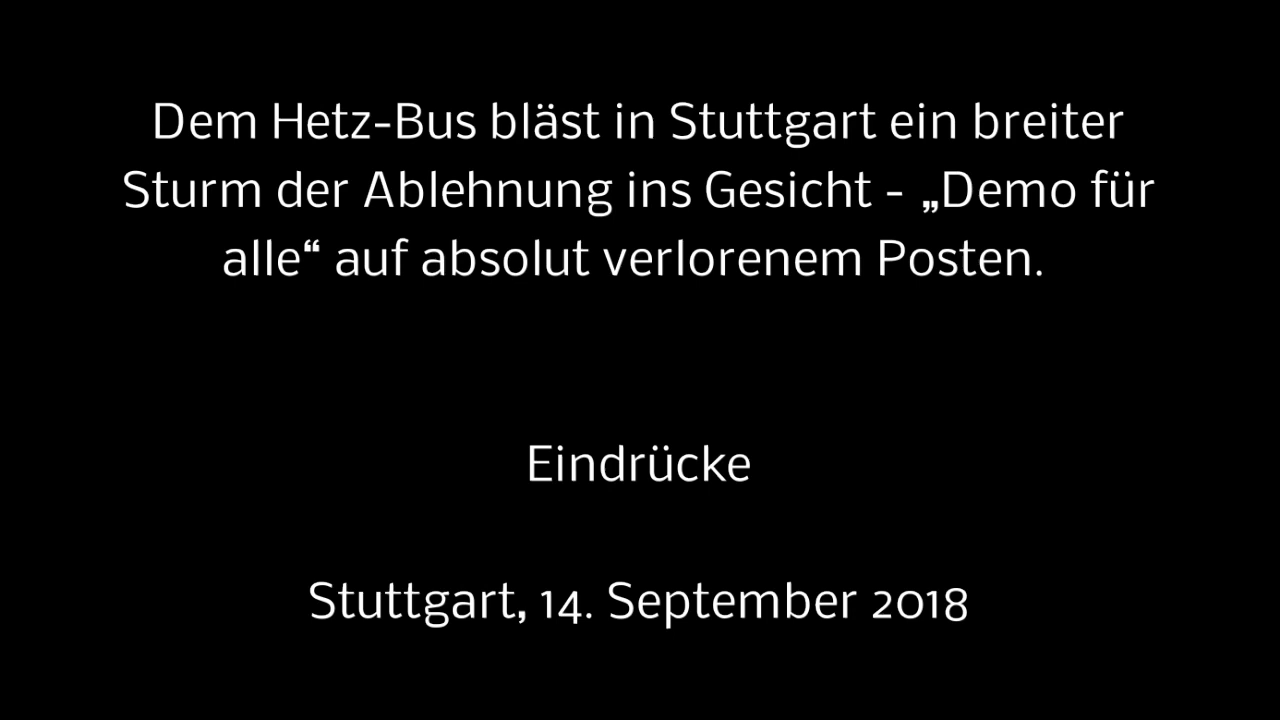 Dem Hetz-Bus bläst in Stuttgart ein breiter
Sturm der Ablehnung ins Gesicht - „Demo für
alle“ auf absolut verlorenem Posten.
Eindrücke
Stuttgart, 14. September 2018